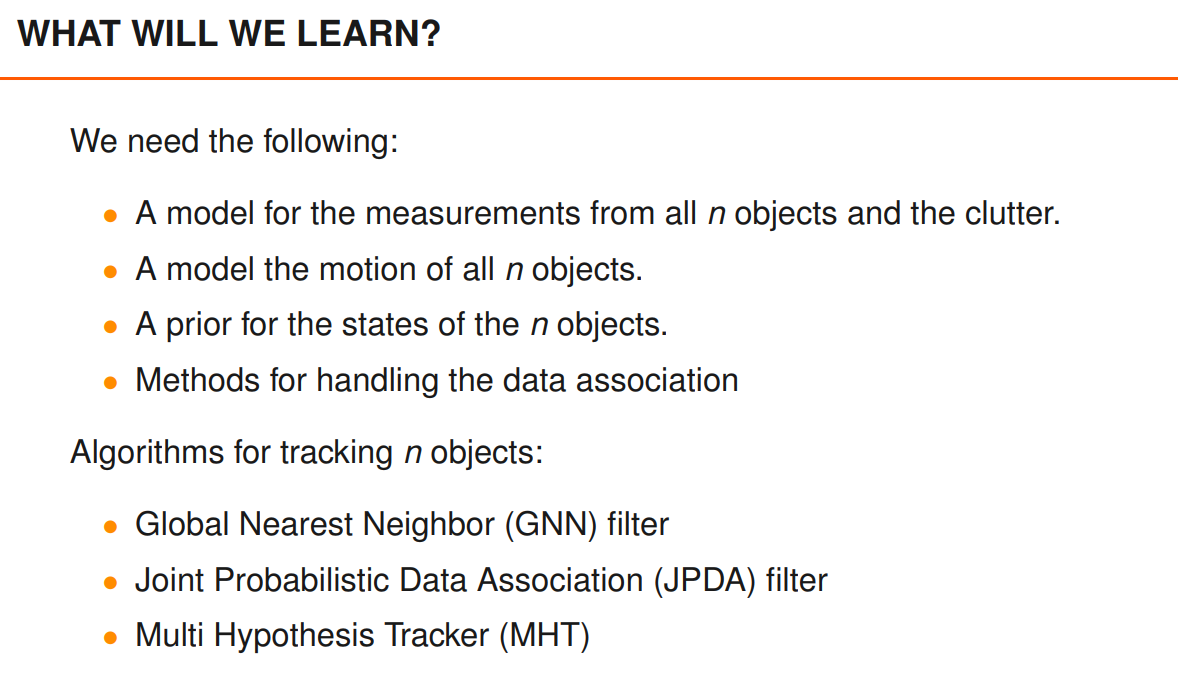 WHAT WILL WE LEARN?
We need the following:
● A model for the measurements from all n objects and the clutter.
● A model the motion of all n objects.
● A prior for the states of the n objects.
● Methods for handling the data association
Algorithms for tracking n objects:
● Global Nearest Neighbor (GNN) filter
● Joint Probabilistic Data Association (JPDA) filter
● Multi Hypothesis Tracker (MHT)